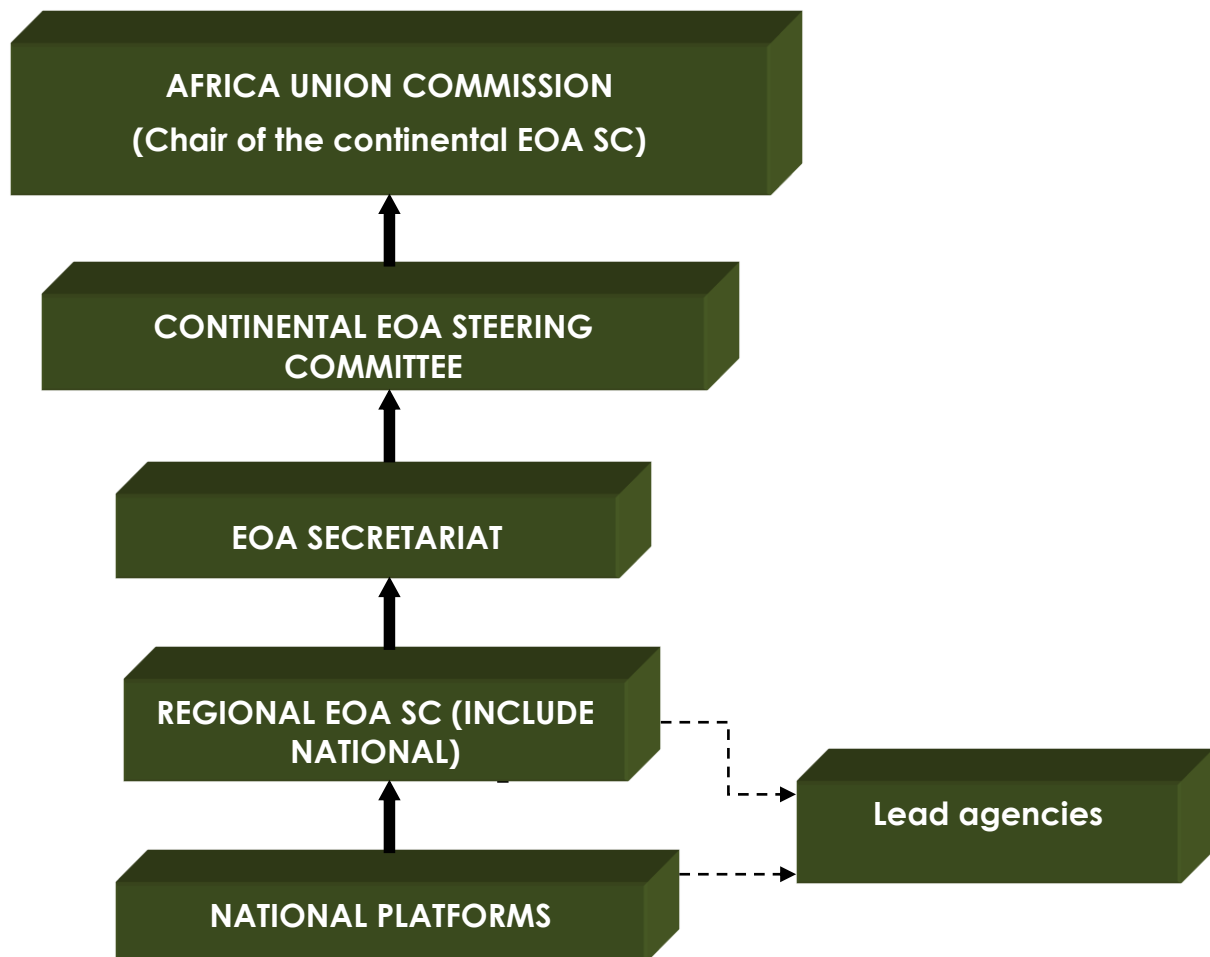 AFRICA UNION COMMISSION
(Chair of the continental EOA SC)
CONTINENTAL EOA STEERING
COMMITTEE
EOA SECRETARIAT
REGIONAL EOA SC (INCLUDE
NATIONAL)
Lead agencies
NATIONAL PLATFORMS